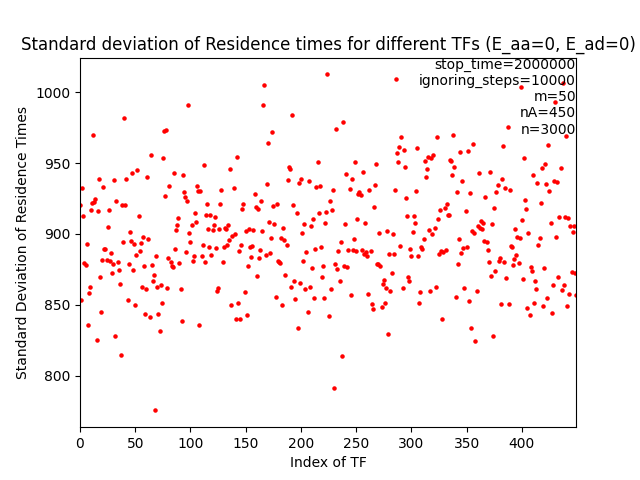 Standard deviation of Residence times for different TFs (E_aa=0, E_ad=0)
stop_time=2000000
ignoring_steps=10000
m=50
nA=450
n=3000
1000
950
900
850
800
Standard Deviation of Residence Times
0 50 100 150 200 250 300 350 400
Index of TF